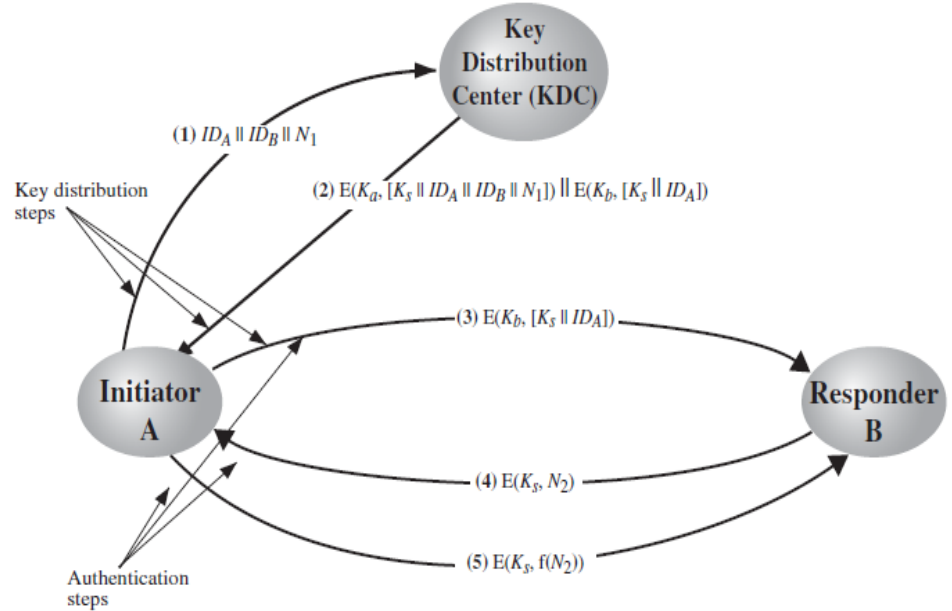 Key
Distribution
Center (KDC)
(1) ID_A || ID_B || N_1
Key distribution
steps
(2) E(K_a, [K_s || ID_A || ID_B || N_1]) || E(K_b, [K_s || ID_A])
(3) E(K_b, [K_s || ID_A])
Initiator
A
Responder
B
(4) E(K_s, N_2)
(5) E(K_s, f(N_2))
Authentication
steps